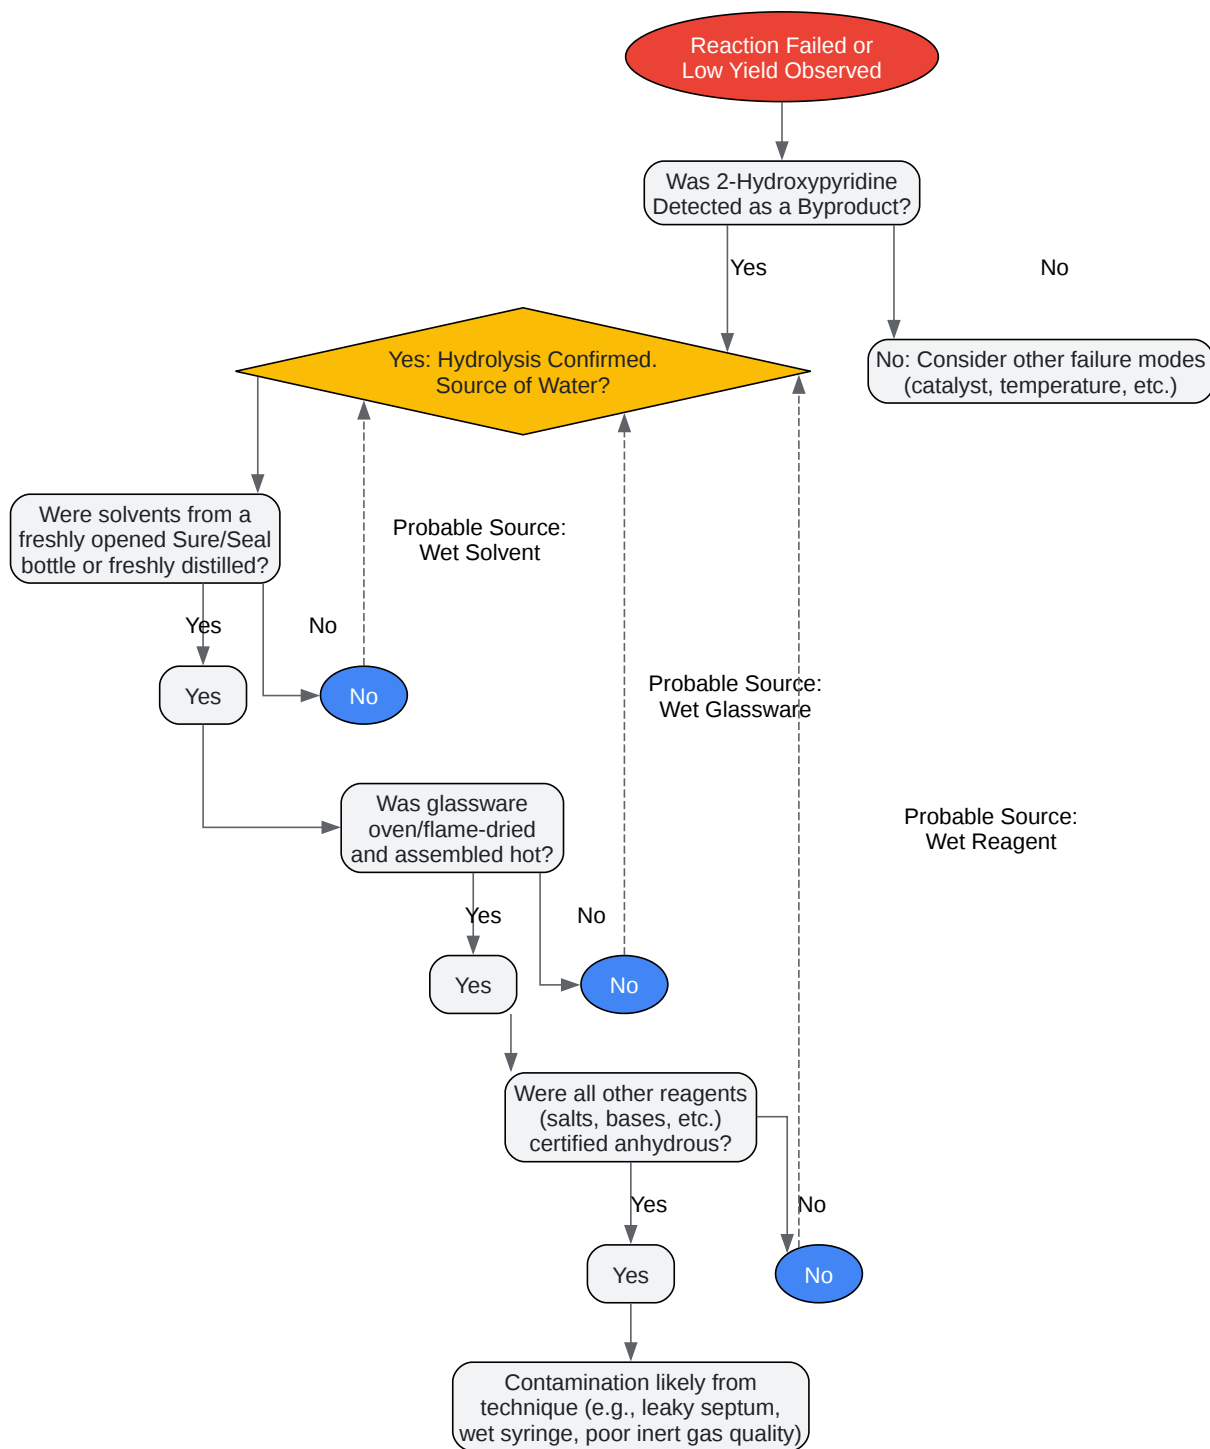 Reaction Failed or
Low Yield Observed
Was 2-Hydroxypyridine
Detected as a Byproduct?
Yes
No
Yes: Hydrolysis Confirmed.
Source of Water?
No: Consider other failure modes
(catalyst, temperature, etc.)
Were solvents from a
freshly opened Sure/Seal
bottle or freshly distilled?
Probable Source:
Wet Solvent
Yes
No
Yes
No
Probable Source:
Wet Glassware
Was glassware
oven/flame-dried
and assembled hot?
Probable Source:
Wet Reagent
Yes
No
Yes
No
Were all other reagents
(salts, bases, etc.)
certified anhydrous?
Yes
No
Yes
No
Contamination likely from
technique (e.g., leaky septum,
wet syringe, poor inert gas quality)